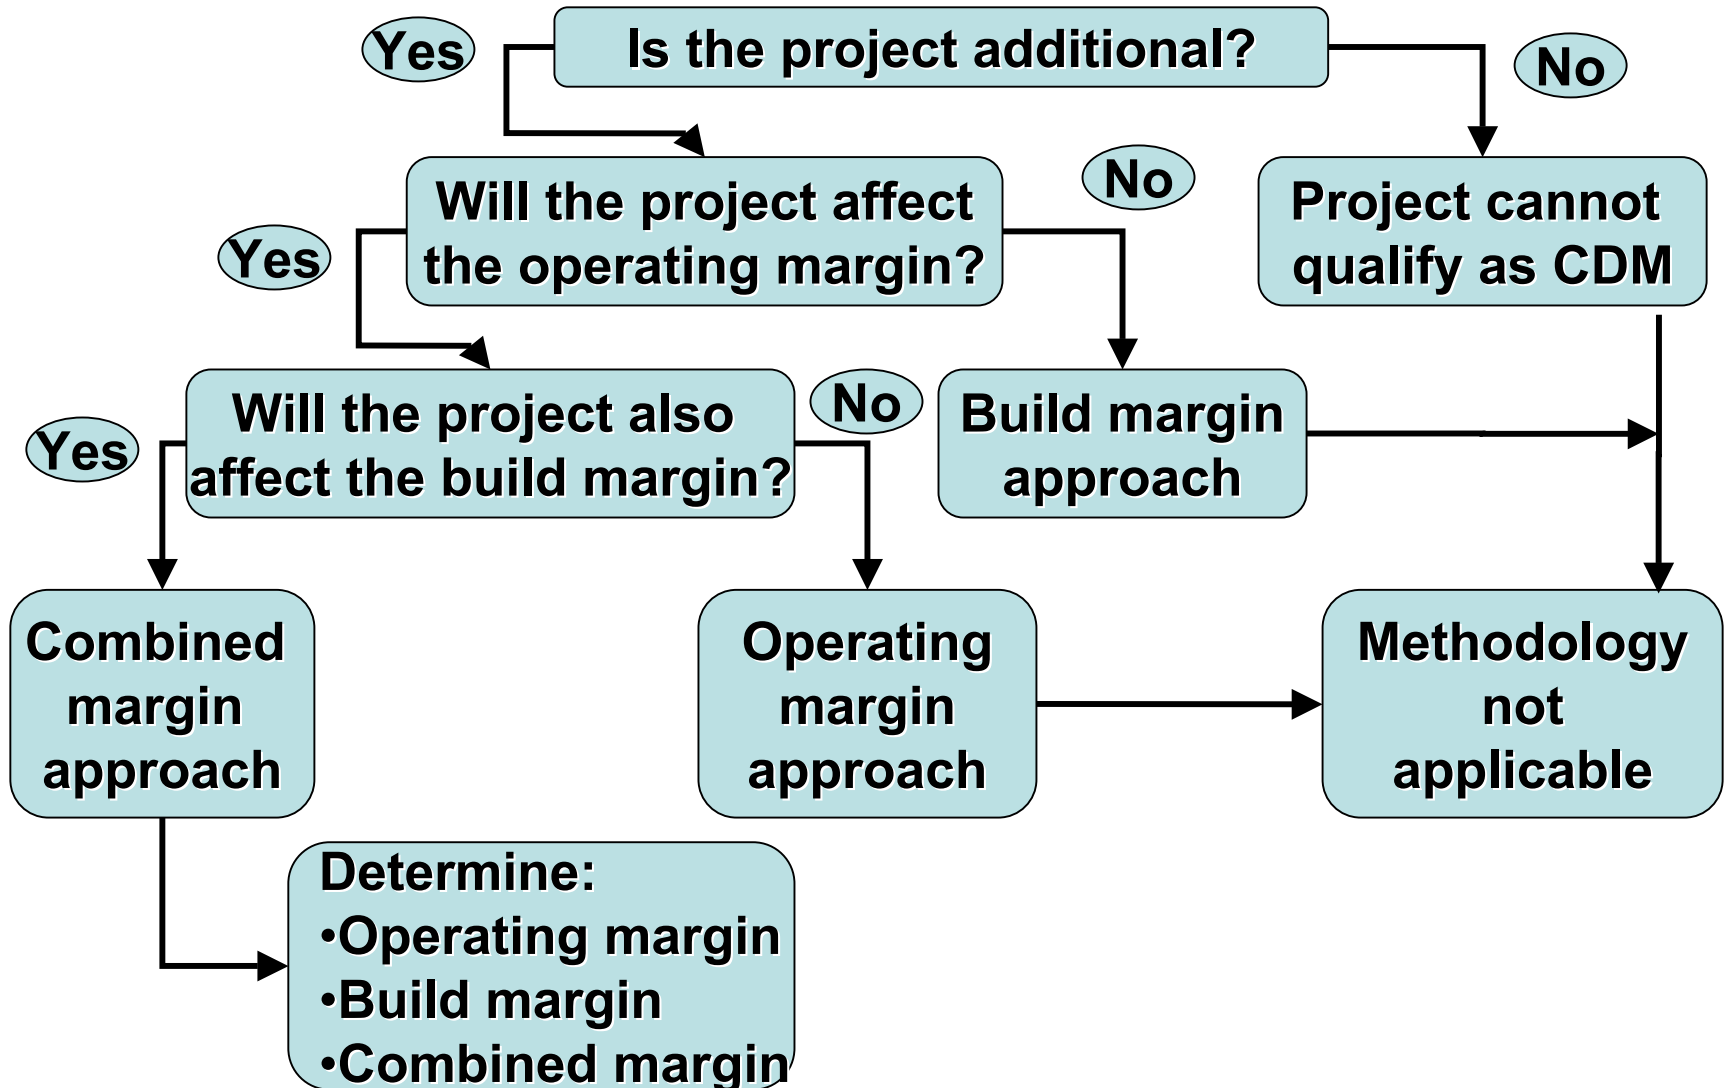 Yes
Is the project additional?
No
Will the project affect
the operating margin?
No
Project cannot
qualify as CDM
Yes
Will the project also
affect the build margin?
No
Build margin
approach
Yes
Combined
margin
approach
Operating
margin
approach
Methodology
not
applicable
Determine:
•Operating margin
•Build margin
•Combined margin